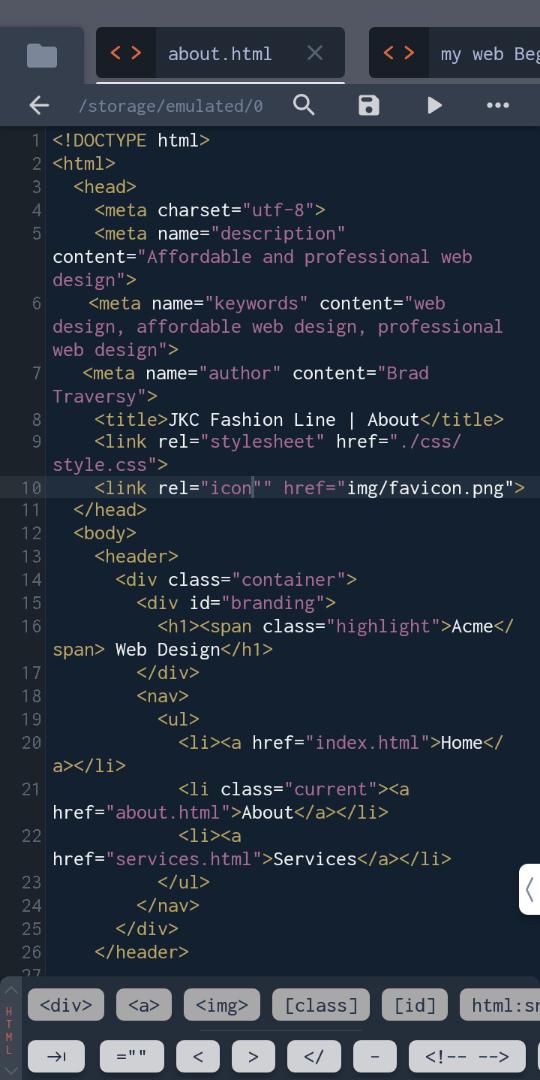 about.html
my web Beg
/storage/emulated/0
1 <!DOCTYPE html>
2 <html>
3 <head>
4 <meta charset="utf-8">
5 <meta name="description"
content="Affordable and professional web
design">
6 <meta name="keywords" content="web
design, affordable web design, professional
web design">
7 <meta name="author" content="Brad
Traversy">
8 <title>JKC Fashion Line | About</title>
9 <link rel="stylesheet" href="./css/
style.css">
10 <link rel="icon"" href="img/favicon.png">
11 </head>
12 <body>
13 <header>
14 <div class="container">
15 <div id="branding">
16 <h1><span class="highlight">Acme</
span> Web Design</h1>
17 </div>
18 <nav>
19 <ul>
20 <li><a href="index.html">Home</
a></li>
21 <li class="current"><a
href="about.html">About</a></li>
22 <li><a
href="services.html">Services</a></li>
23 </ul>
24 </nav>
25 </div>
26 </header>
27
HTML
<div> <a> <img> [class] [id] html:sn
="" < > </ - <!-- -->